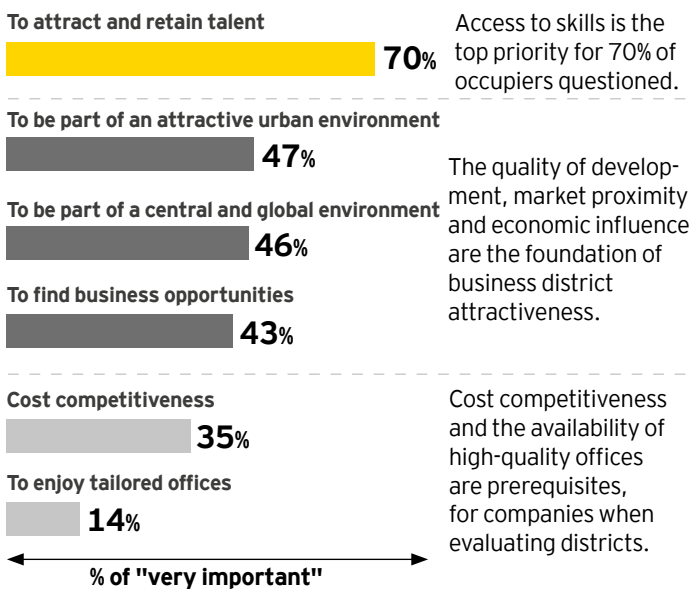 To attract and retain talent
70%
Access to skills is the
top priority for 70% of
occupiers questioned.
To be part of an attractive urban environment
47%
To be part of a central and global environment
46%
To find business opportunities
43%
The quality of develop-
ment, market proximity
and economic influence
are the foundation of
business district
attractiveness.
Cost competitiveness
35%
To enjoy tailored offices
14%
Cost competitiveness
and the availability of
high-quality offices
are prerequisites,
for companies when
evaluating districts.
% of "very important"